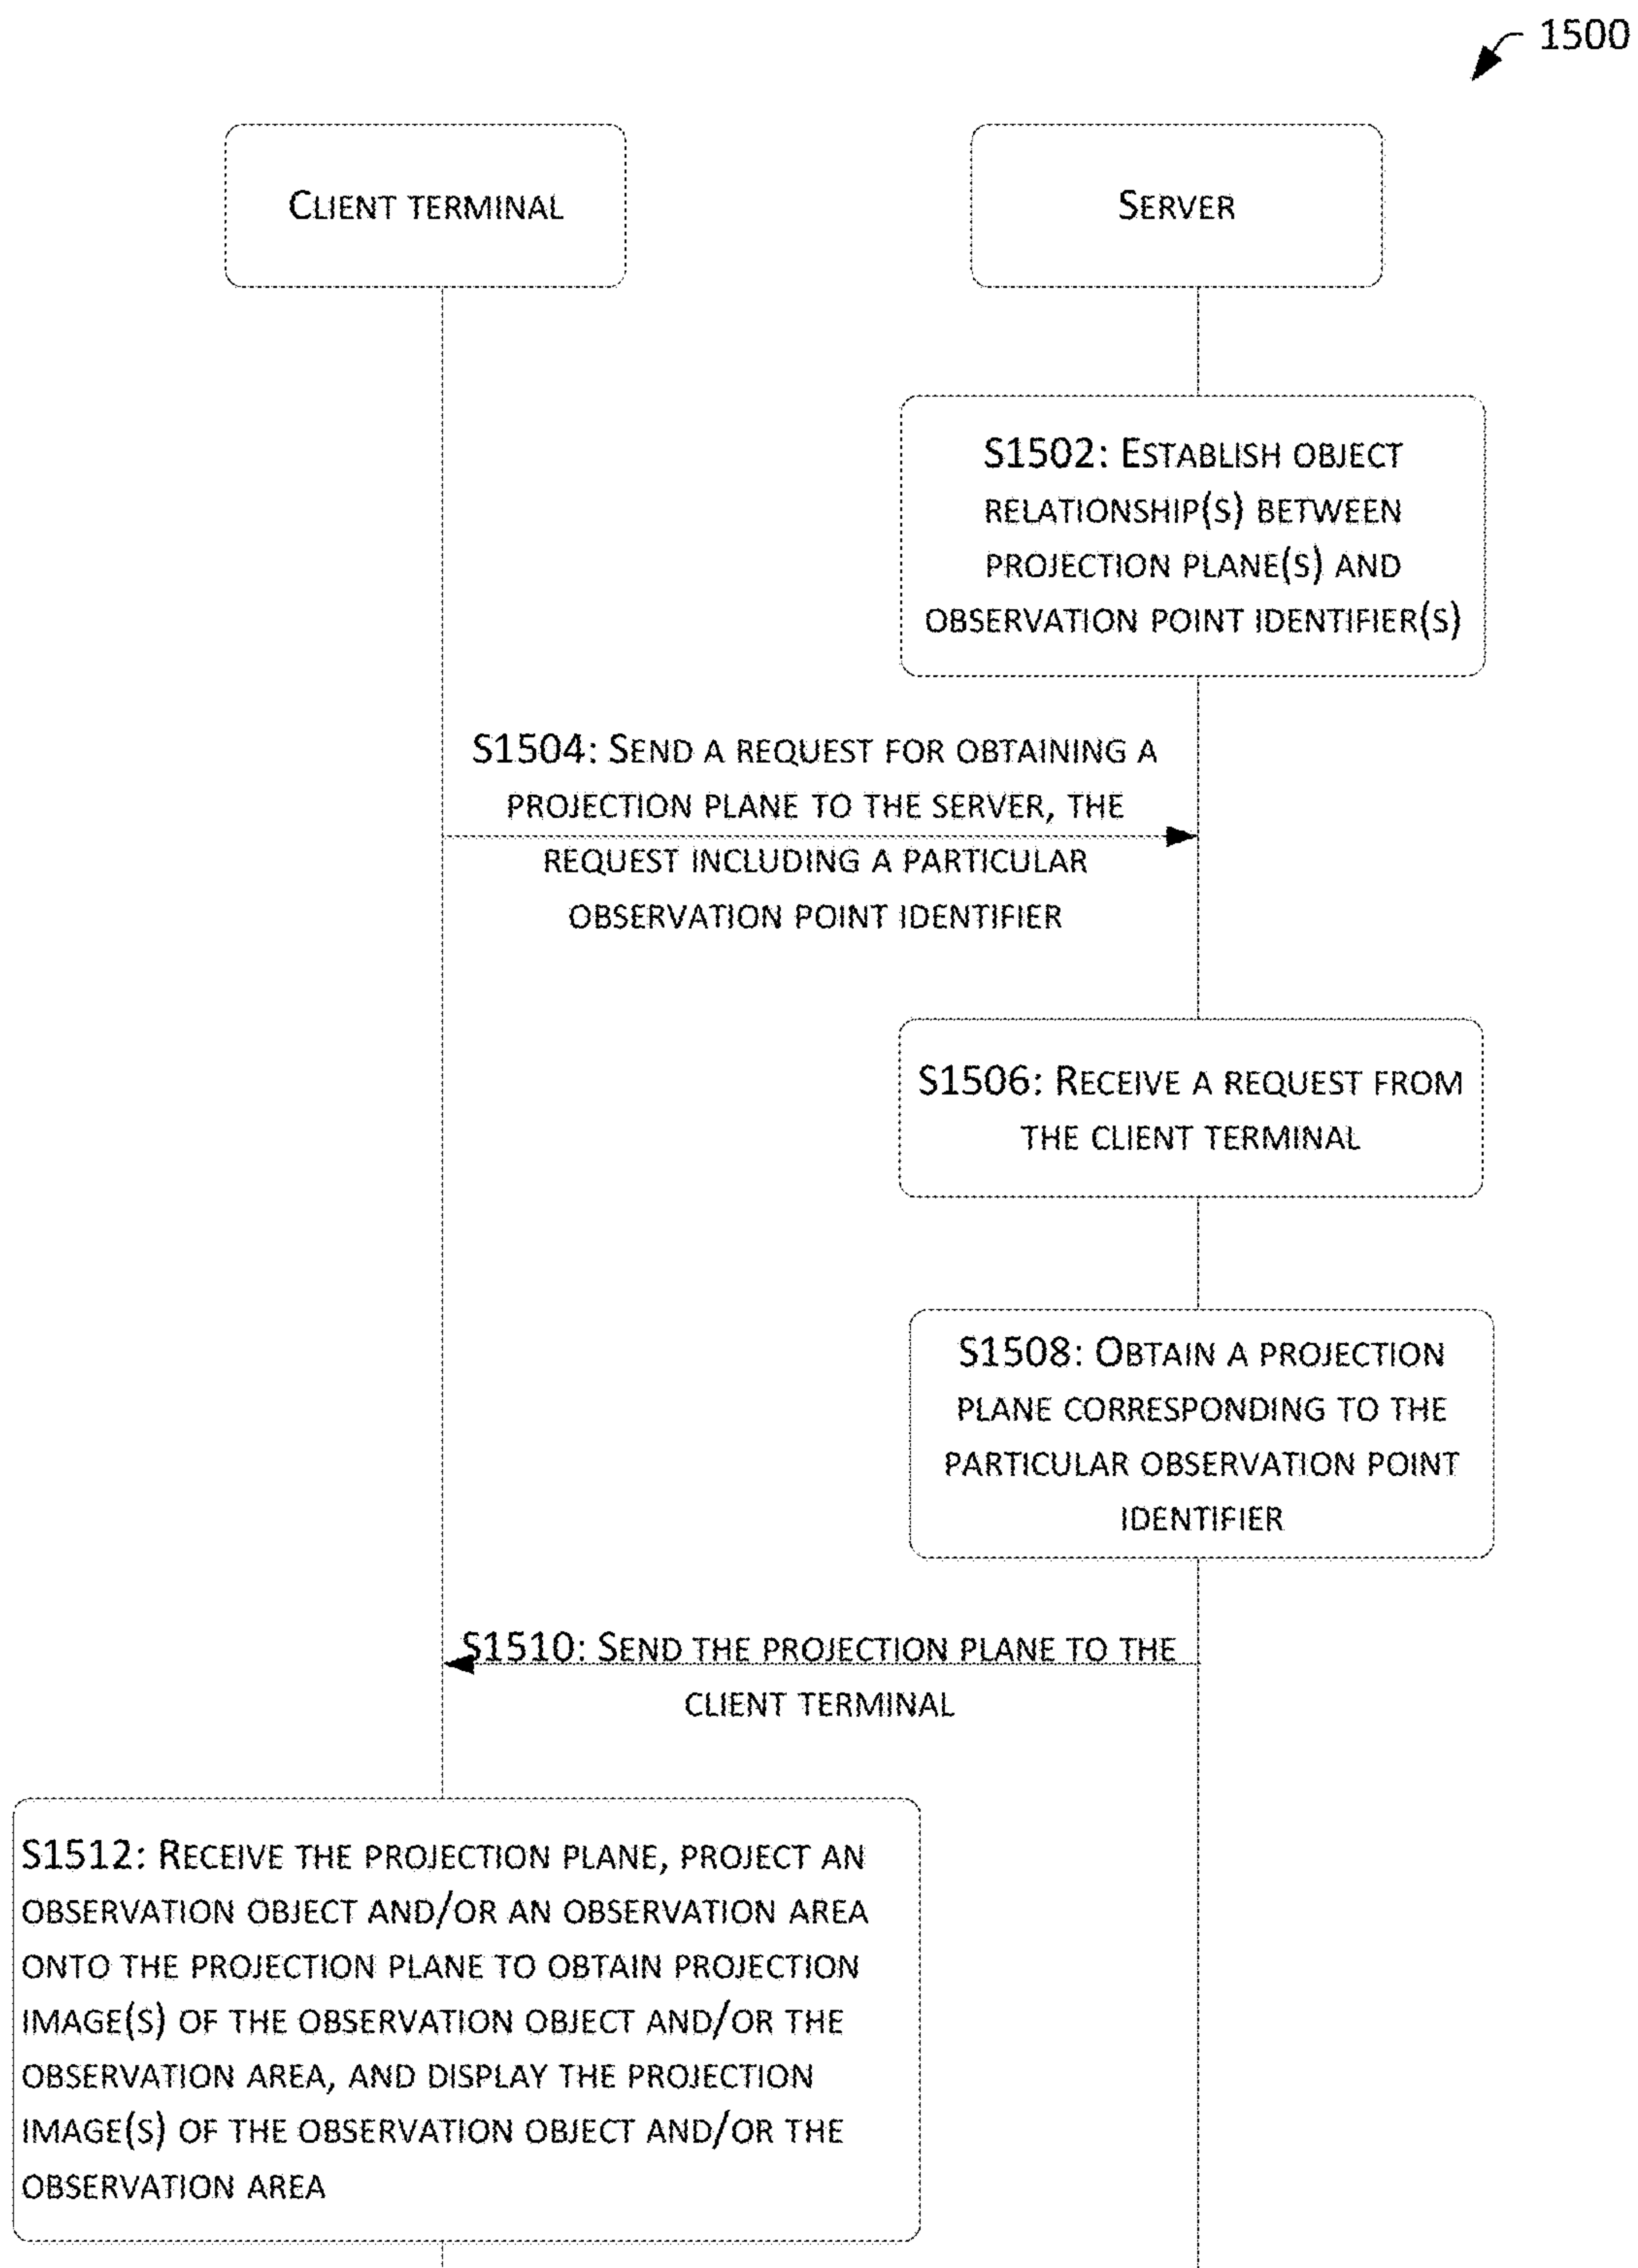 1500
CLIENT TERMINAL
SERVER
S1502: ESTABLISH OBJECT
RELATIONSHIP(S) BETWEEN
PROJECTION PLANE(S) AND
OBSERVATION POINT IDENTIFIER(S)
S1504: SEND A REQUEST FOR OBTAINING A
PROJECTION PLANE TO THE SERVER, THE
REQUEST INCLUDING A PARTICULAR
OBSERVATION POINT IDENTIFIER
S1506: RECEIVE A REQUEST FROM
THE CLIENT TERMINAL
S1508: OBTAIN A PROJECTION
PLANE CORRESPONDING TO THE
PARTICULAR OBSERVATION POINT
IDENTIFIER
S1510: SEND THE PROJECTION PLANE TO THE
CLIENT TERMINAL
S1512: RECEIVE THE PROJECTION PLANE, PROJECT AN
OBSERVATION OBJECT AND/OR AN OBSERVATION AREA
ONTO THE PROJECTION PLANE TO OBTAIN PROJECTION
IMAGE(S) OF THE OBSERVATION OBJECT AND/OR THE
OBSERVATION AREA, AND DISPLAY THE PROJECTION
IMAGE(S) OF THE OBSERVATION OBJECT AND/OR THE
OBSERVATION AREA